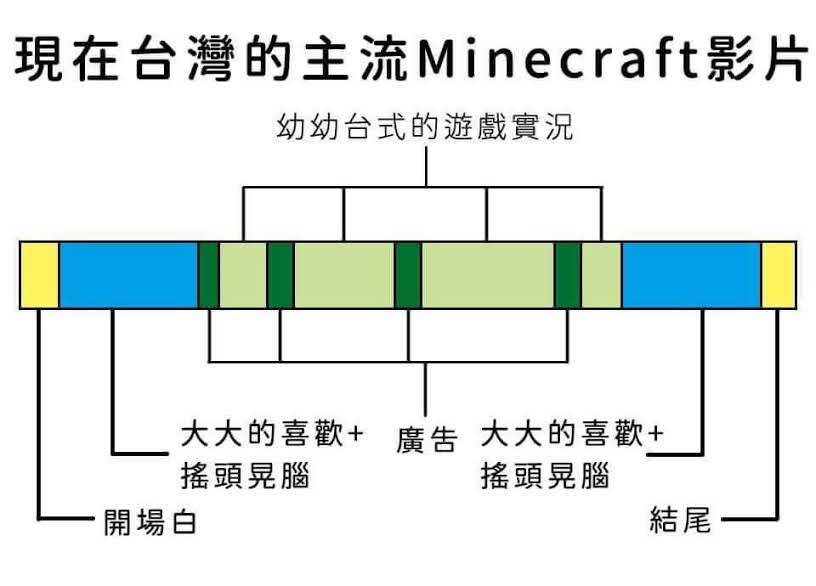 現在台灣的主流Minecraft影片
幼幼台式的遊戲實況
大大的喜歡+
搖頭晃腦
廣告
大大的喜歡+
搖頭晃腦
開場白
結尾